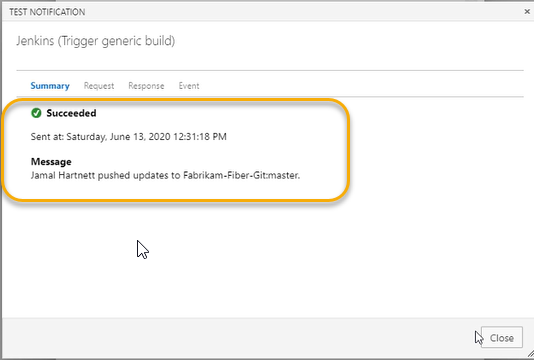 TEST NOTIFICATION
Jenkins (Trigger generic build)
Summary Request Response Event
Succeeded
Sent at: Saturday, June 13, 2020 12:31:18 PM
Message
Jamal Hartnett pushed updates to Fabrikam-Fiber-Git:master.
Close